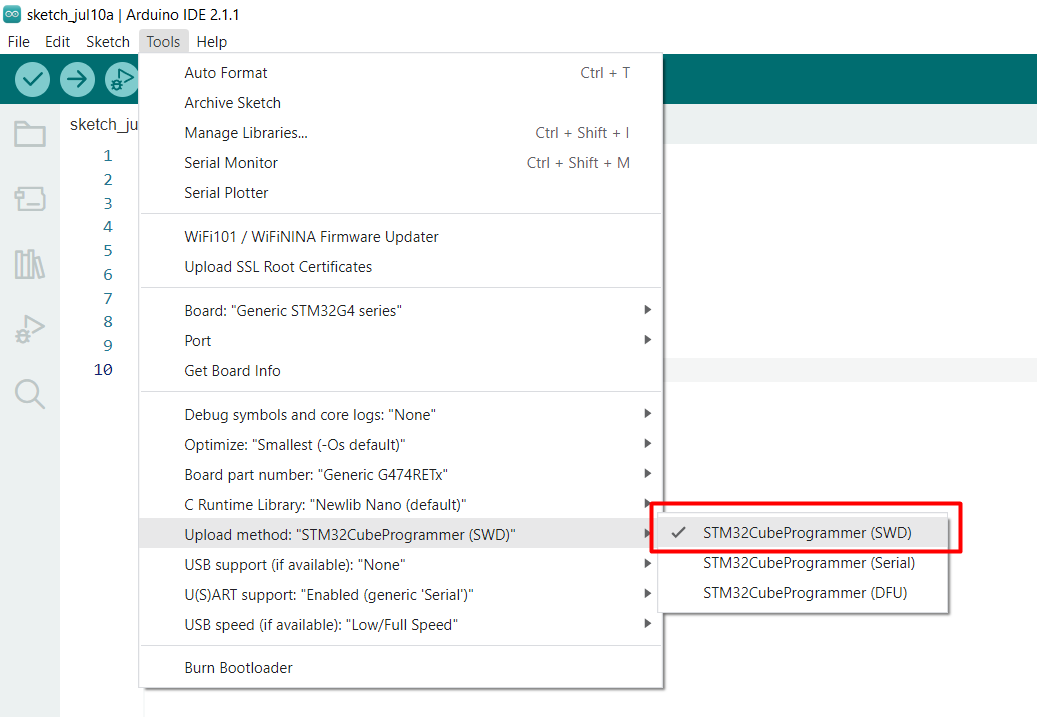 sketch_jul10a | Arduino IDE 2.1.1
File Edit Sketch Tools Help
Auto Format Ctrl + T
Archive Sketch
Manage Libraries... Ctrl + Shift + I
Serial Monitor Ctrl + Shift + M
Serial Plotter
WiFi101 / WiFiNINA Firmware Updater
Upload SSL Root Certificates
Board: "Generic STM32G4 series"
Port
Get Board Info
Debug symbols and core logs: "None"
Optimize: "Smallest (-Os default)"
Board part number: "Generic G474RETx"
C Runtime Library: "Newlib Nano (default)"
Upload method: "STM32CubeProgrammer (SWD)"
USB support (if available): "None"
U(S)ART support: "Enabled (generic 'Serial')"
USB speed (if available): "Low/Full Speed"
Burn Bootloader
STM32CubeProgrammer (SWD)
STM32CubeProgrammer (Serial)
STM32CubeProgrammer (DFU)
sketch_ju
1
2
3
4
5
6
7
8
9
10